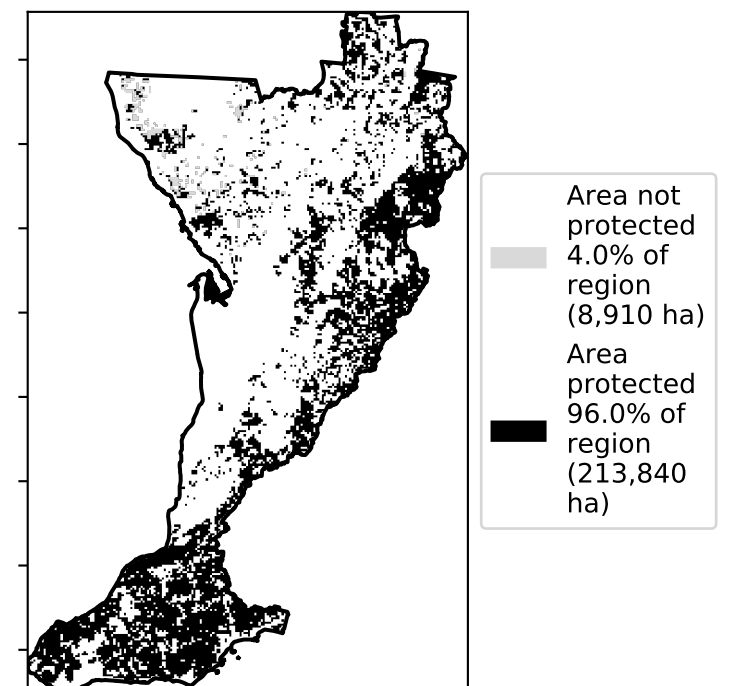 Area not
protected
4.0% of
region
(8,910 ha)
Area
protected
96.0% of
region
(213,840
ha)